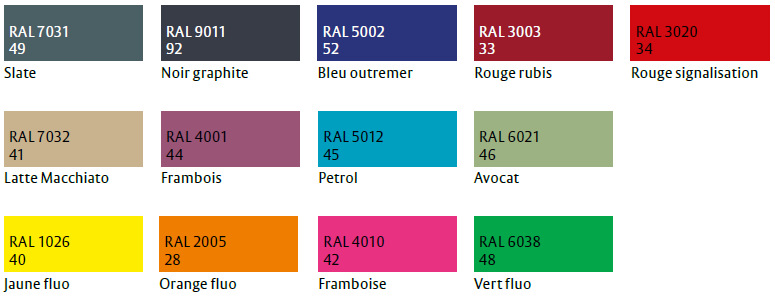 RAL 7031
49
Slate
RAL 9011
92
Noir graphite
RAL 5002
52
Bleu outremer
RAL 3003
33
Rouge rubis
RAL 3020
34
Rouge signalisation
RAL 7032
41
Latte Macchiato
RAL 4001
44
Frambois
RAL 5012
45
Petrol
RAL 6021
46
Avocat
RAL 1026
40
Jaune fluo
RAL 2005
28
Orange fluo
RAL 4010
42
Framboise
RAL 6038
48
Vert fluo